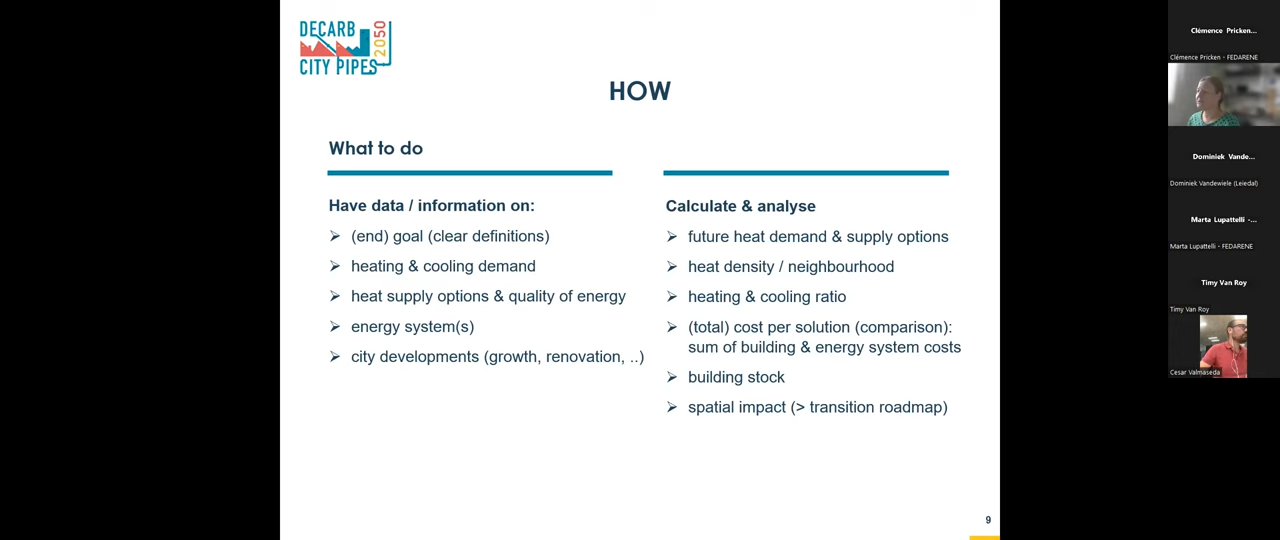 DECARB
CITY PIPES
2050
HOW
What to do
Have data / information on:
➢ (end) goal (clear definitions)
➢ heating & cooling demand
➢ heat supply options & quality of energy
➢ energy system(s)
➢ city developments (growth, renovation, ..)
Calculate & analyse
➢ future heat demand & supply options
➢ heat density / neighbourhood
➢ heating & cooling ratio
➢ (total) cost per solution (comparison):
sum of building & energy system costs
➢ building stock
➢ spatial impact (> transition roadmap)
9
Clémence Pricken...
Clémence Pricken - FEDARENE
Dominiek Vande...
Dominiek Vandewiele (Leiedal)
Marta Lupattelli -...
Marta Lupattelli - FEDARENE
Timy Van Roy
Timy Van Roy
Cesar Valmaseda